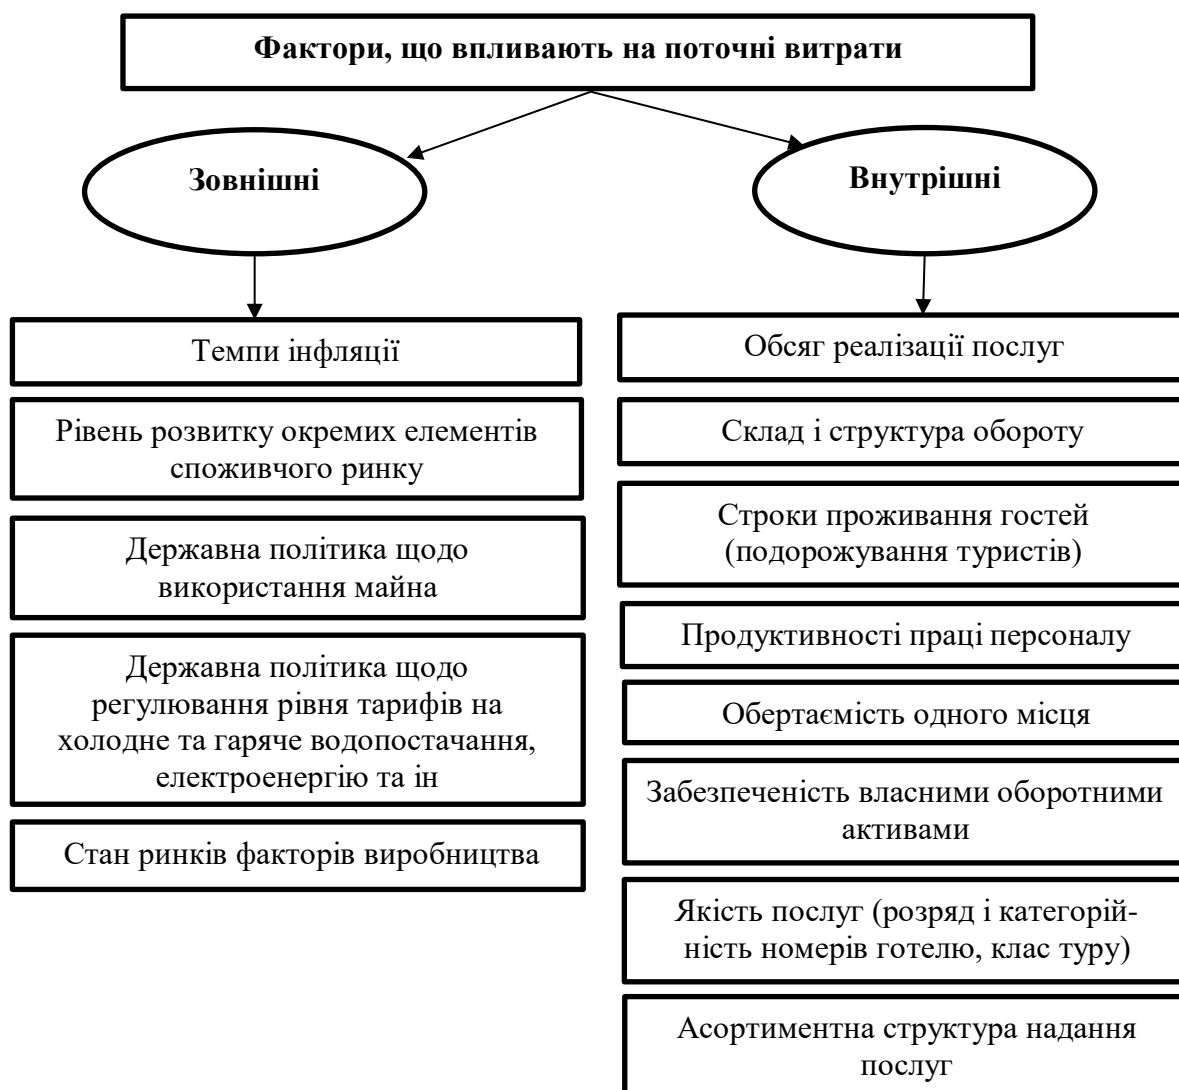 Фактори, що впливають на поточні витрати
Зовнішні
Внутрішні
Темпи інфляції
Рівень розвитку окремих елементів
споживчого ринку
Державна політика щодо
використання майна
Державна політика щодо
регулювання рівня тарифів на
холодне та гаряче водопостачання,
електроенергію та ін
Стан ринків факторів виробництва
Обсяг реалізації послуг
Склад і структура обороту
Строки проживання гостей
(подорожування туристів)
Продуктивності праці персоналу
Обертаємість одного місця
Забезпеченість власними оборотними
активами
Якість послуг (розряд і категорій-
ність номерів готелю, клас туру)
Асортиментна структура надання
послуг